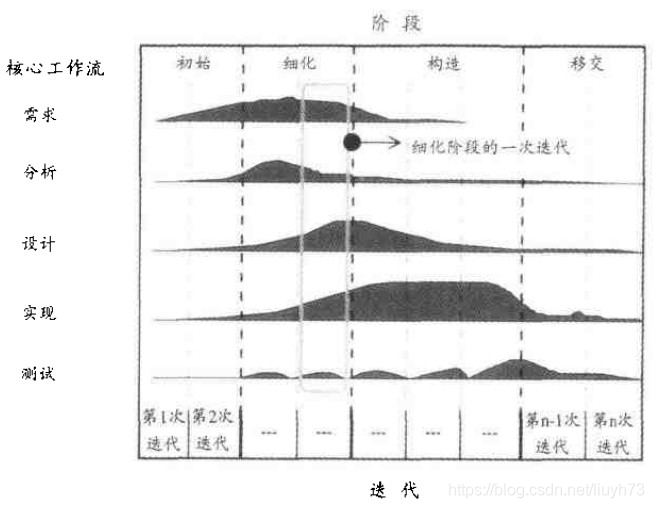 阶段
核心工作流
初始 细化 构造 移交
需求
细化阶段的一次迭代
分析
设计
实现
测试
第1次 第2次 第n-1次 第n次
迭代 迭代 --- --- --- --- --- 迭代 迭代
迭代
https://blog.csdn.net/liuyh73